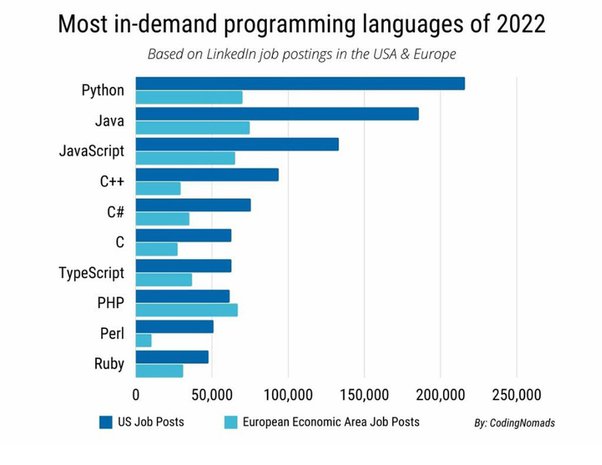 Most in-demand programming languages of 2022
Based on LinkedIn job postings in the USA & Europe
Python
Java
JavaScript
C++
C#
C
TypeScript
PHP
Perl
Ruby
0 50,000 100,000 150,000 200,000 250,000
US Job Posts European Economic Area Job Posts By: CodingNomads